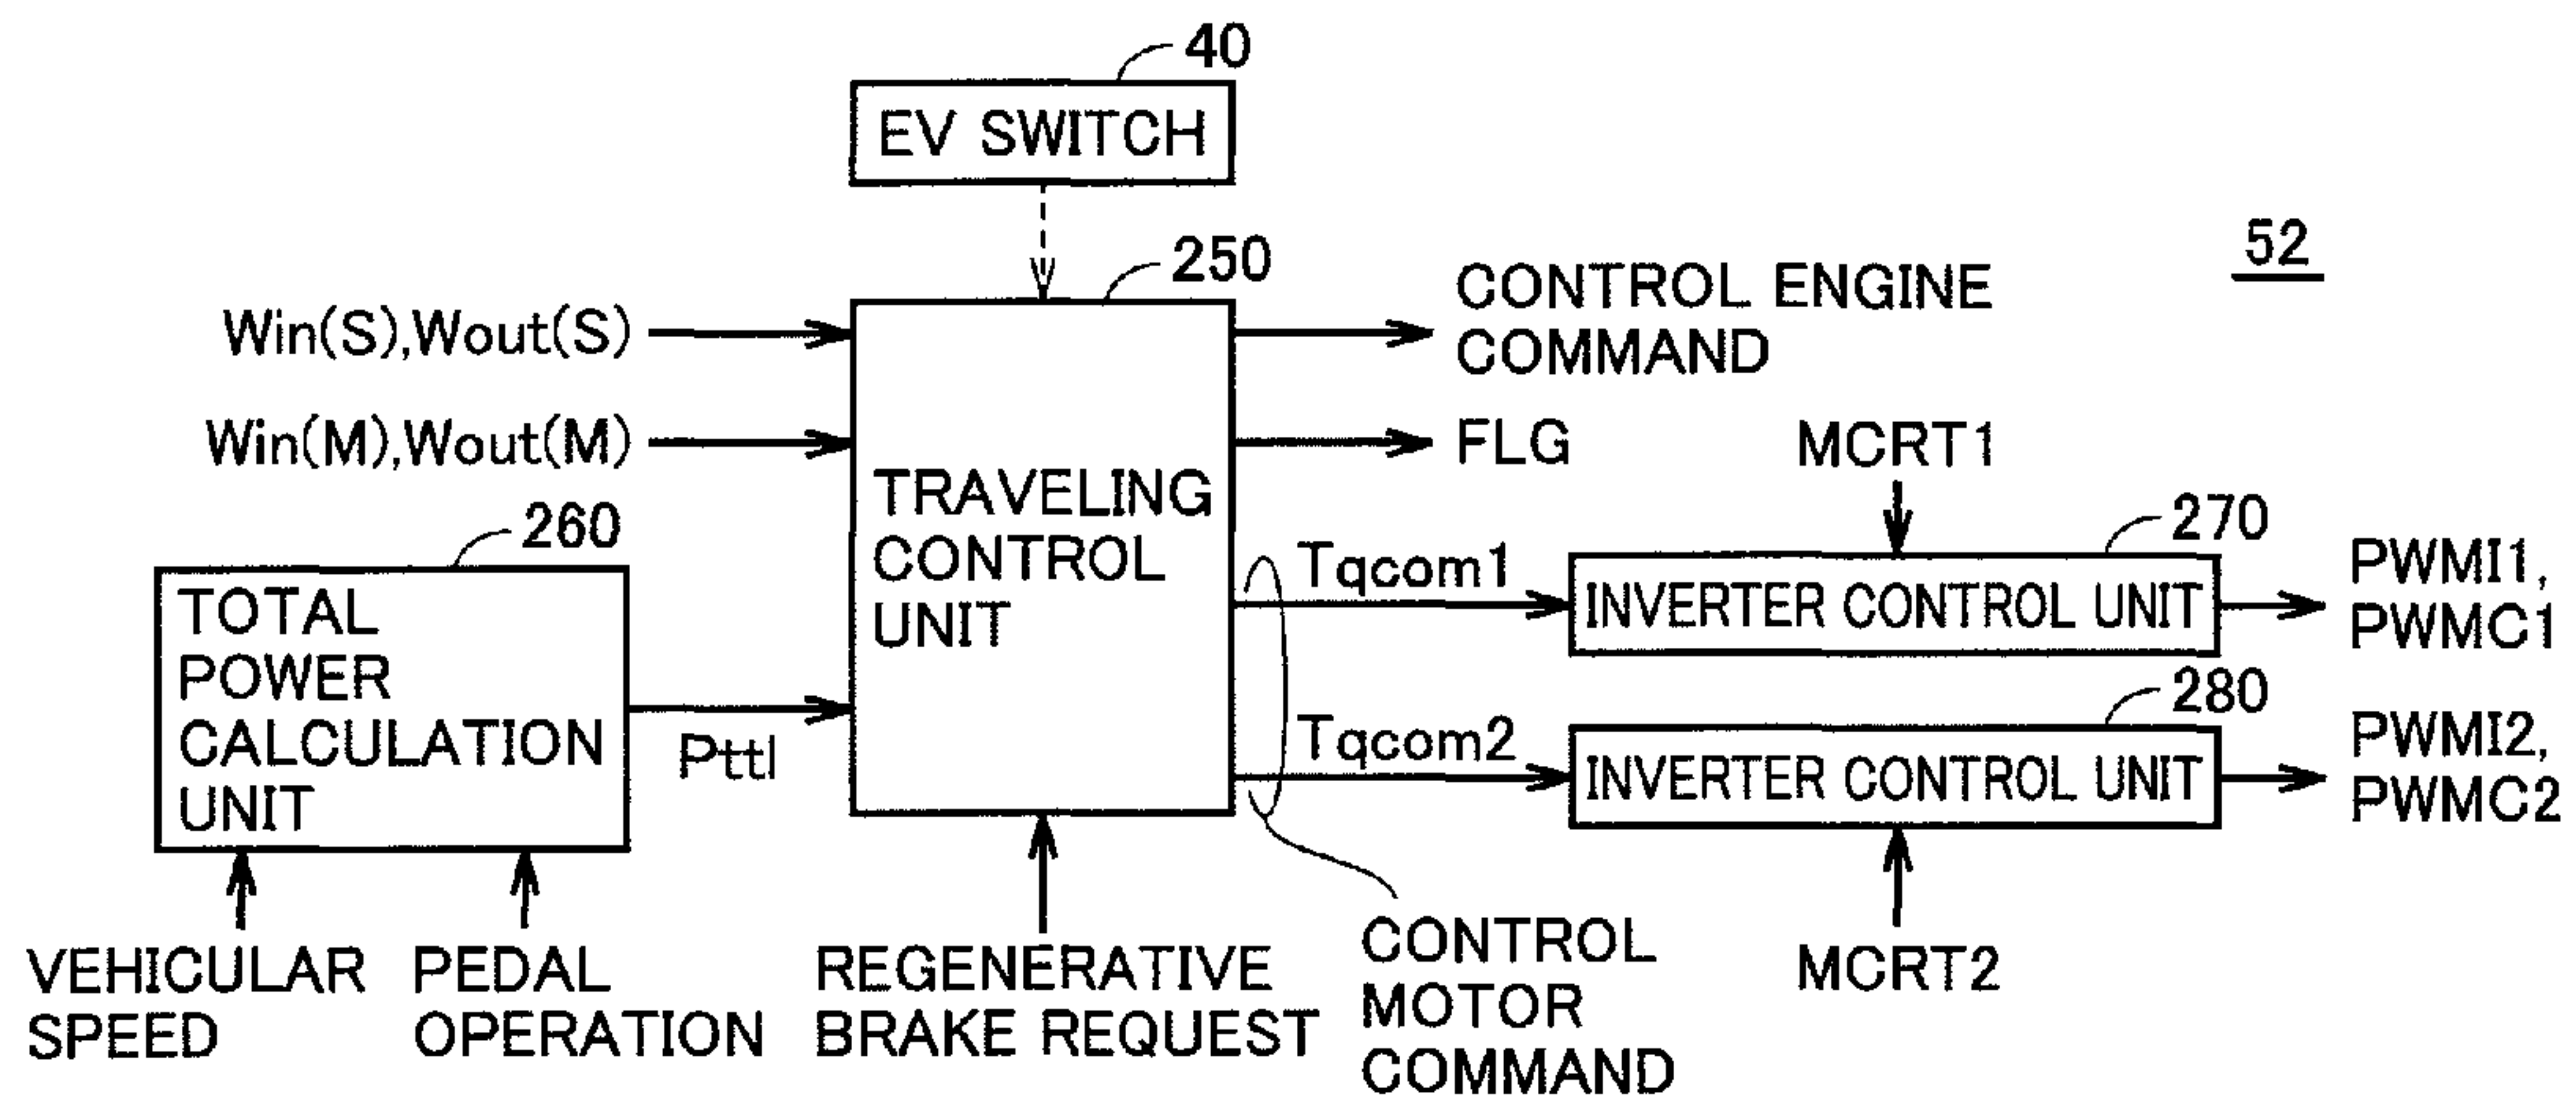 40
EV SWITCH
250
52
Win(S),Wout(S)
CONTROL ENGINE
COMMAND
Win(M),Wout(M)
FLG
MCRT1
TRAVELING
CONTROL
UNIT
260
270
TOTAL
POWER
CALCULATION
UNIT
Pttl
Tqcom1
INVERTER CONTROL UNIT
PWMI1,
PWMC1
280
Tqcom2
INVERTER CONTROL UNIT
PWMI2,
PWMC2
VEHICULAR
SPEED
PEDAL
OPERATION
REGENERATIVE
BRAKE REQUEST
CONTROL
MOTOR
COMMAND
MCRT2